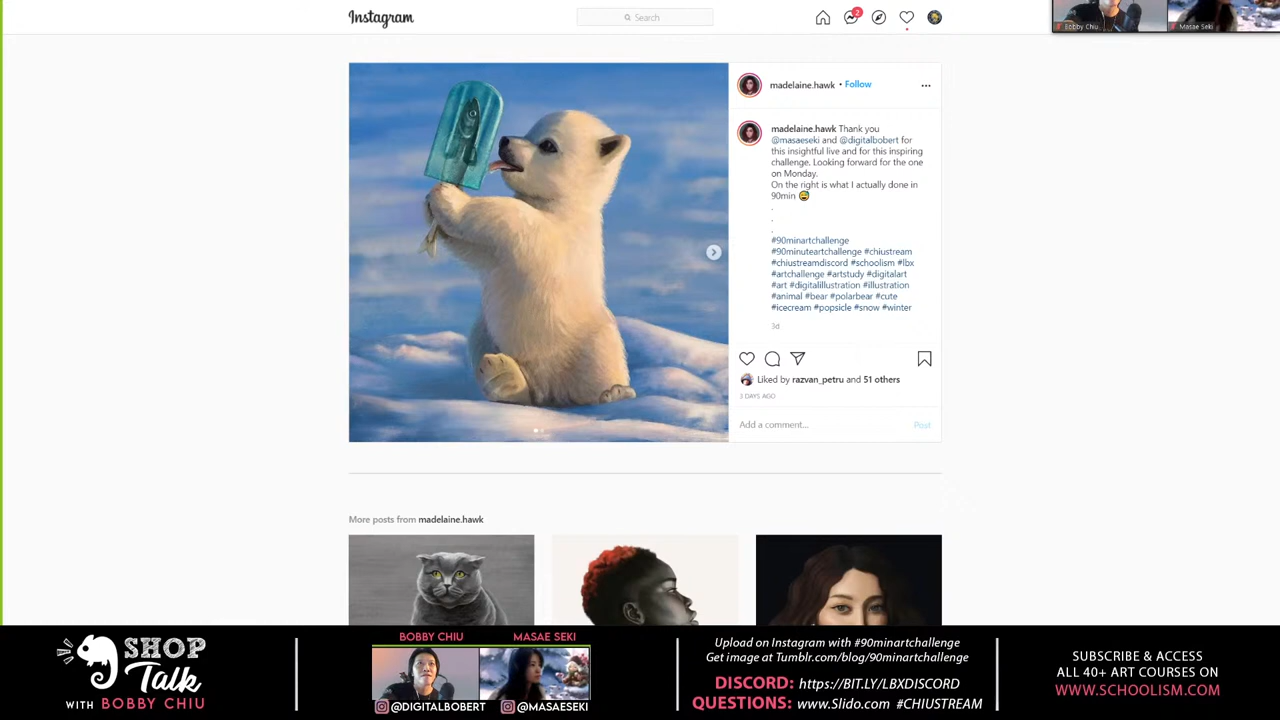 Instagram
Search
2
Bobby Chiu
Masae Seki
madelaine.hawk • Follow
madelaine.hawk Thank you
@masaeseki and @digitalbobert for
this insightful live and for this inspiring
challenge. Looking forward for the one
on Monday.
On the right is what I actually done in
90min 😅
.
.
.
#90minartchallenge
#90minuteartchallenge #chiustream
#chiustreamdiscord #schoolism #lbx
#artchallenge #artstudy #digitalart
#art #digitalillustration #illustration
#animal #bear #polarbear #cute
#icecream #popsicle #snow #winter
3d
Liked by razvan_petru and 51 others
3 DAYS AGO
Add a comment...
Post
More posts from madelaine.hawk
SHOP
Talk
WITH BOBBY CHIU
BOBBY CHIU
MASAE SEKI
@DIGITALBOBERT
@MASAESEKI
Upload on Instagram with #90minartchallenge
Get image at Tumblr.com/blog/90minartchallenge
DISCORD: https://BIT.LY/LBXDISCORD
QUESTIONS: www.Slido.com #CHIUSTREAM
SUBSCRIBE & ACCESS
ALL 40+ ART COURSES ON
WWW.SCHOOLISM.COM